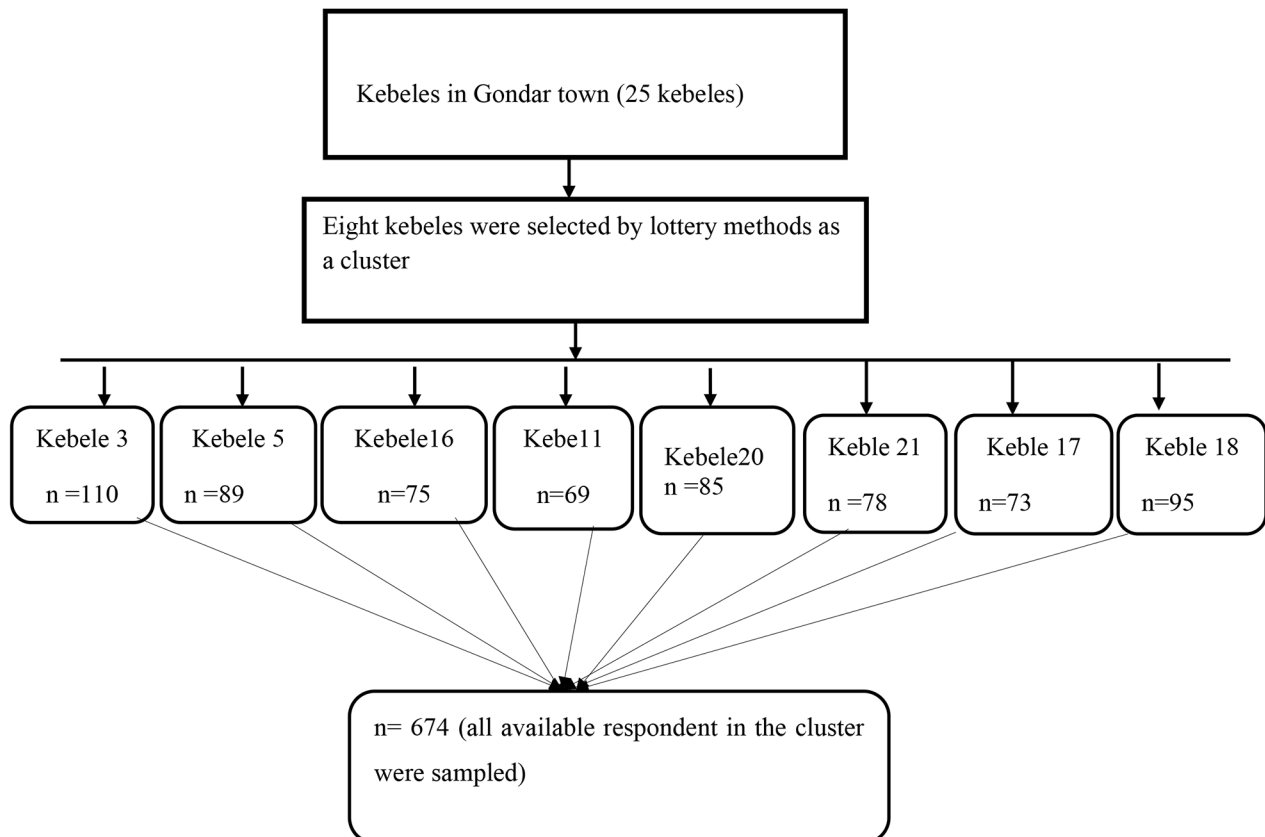 Kebeles in Gondar town (25 kebeles)
Eight kebeles were selected by lottery methods as
a cluster
Kebele 3
n =110
Kebele 5
n =89
Kebele16
n=75
Kebe11
n=69
Kebele20
n =85
Keble 21
n =78
Keble 17
n=73
Keble 18
n=95
n= 674 (all available respondent in the cluster
were sampled)